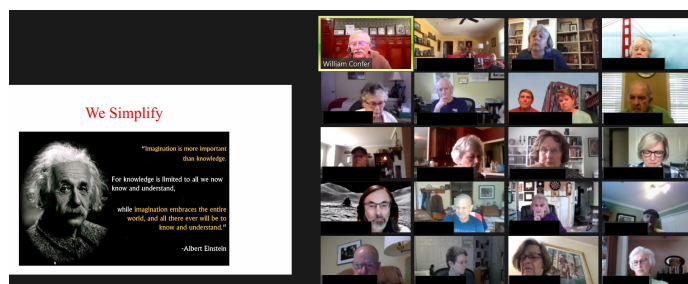 We Simplify
"Imagination is more important
than knowledge.
For knowledge is limited to all we now
know and understand,
while imagination embraces the entire
world, and all there ever will be to
know and understand."
-Albert Einstein
William Confer